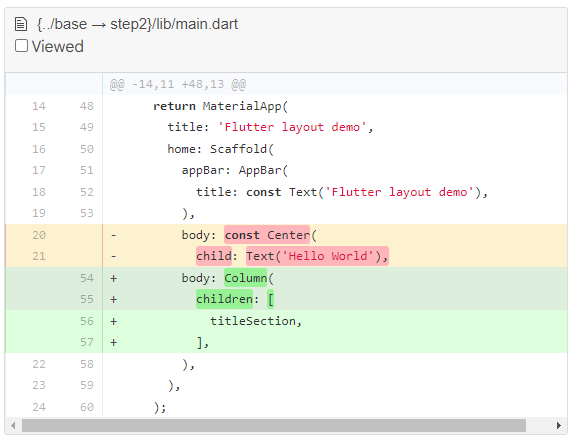 {../base → step2}/lib/main.dart
Viewed
@@ -14,11 +48,13 @@
14 48 return MaterialApp(
15 49 title: 'Flutter layout demo',
16 50 home: Scaffold(
17 51 appBar: AppBar(
18 52 title: const Text('Flutter layout demo'),
19 53 ),
20 - body: const Center(
21 - child: Text('Hello World'),
54 + body: Column(
55 + children: [
56 + titleSection,
57 + ],
22 58 ),
23 59 ),
24 60 );